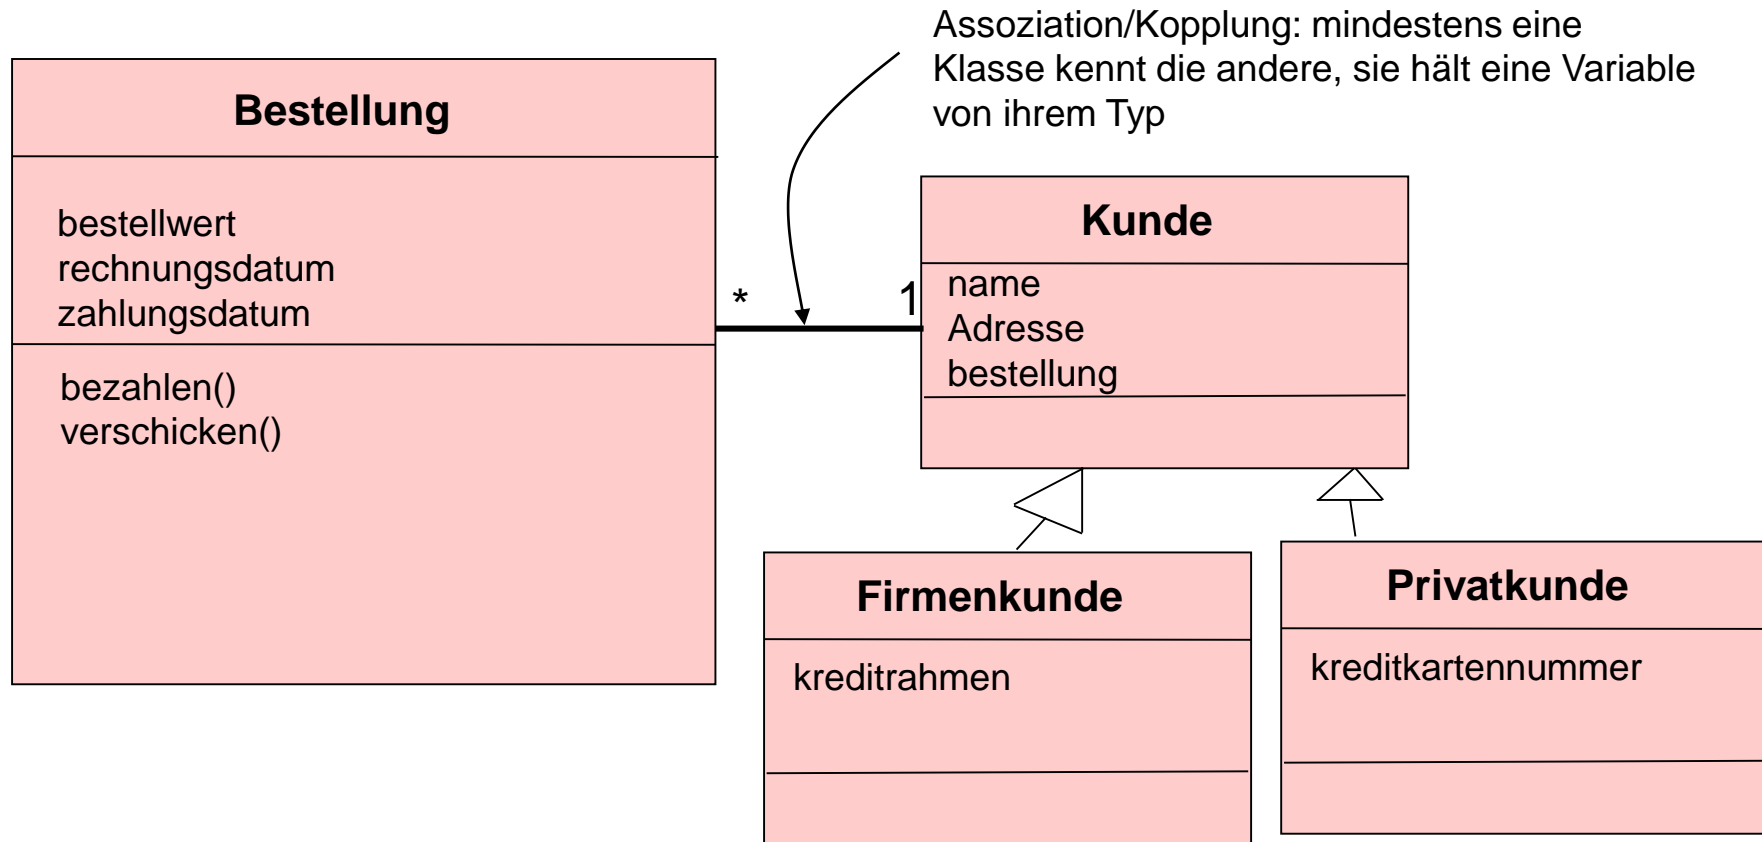 Assoziation/Kopplung: mindestens eine
Klasse kennt die andere, sie hält eine Variable
von ihrem Typ
Bestellung
bestellwert
rechnungsdatum
zahlungsdatum
bezahlen()
verschicken()
*
1
Kunde
name
Adresse
bestellung
Firmenkunde
kreditrahmen
Privatkunde
kreditkartennummer